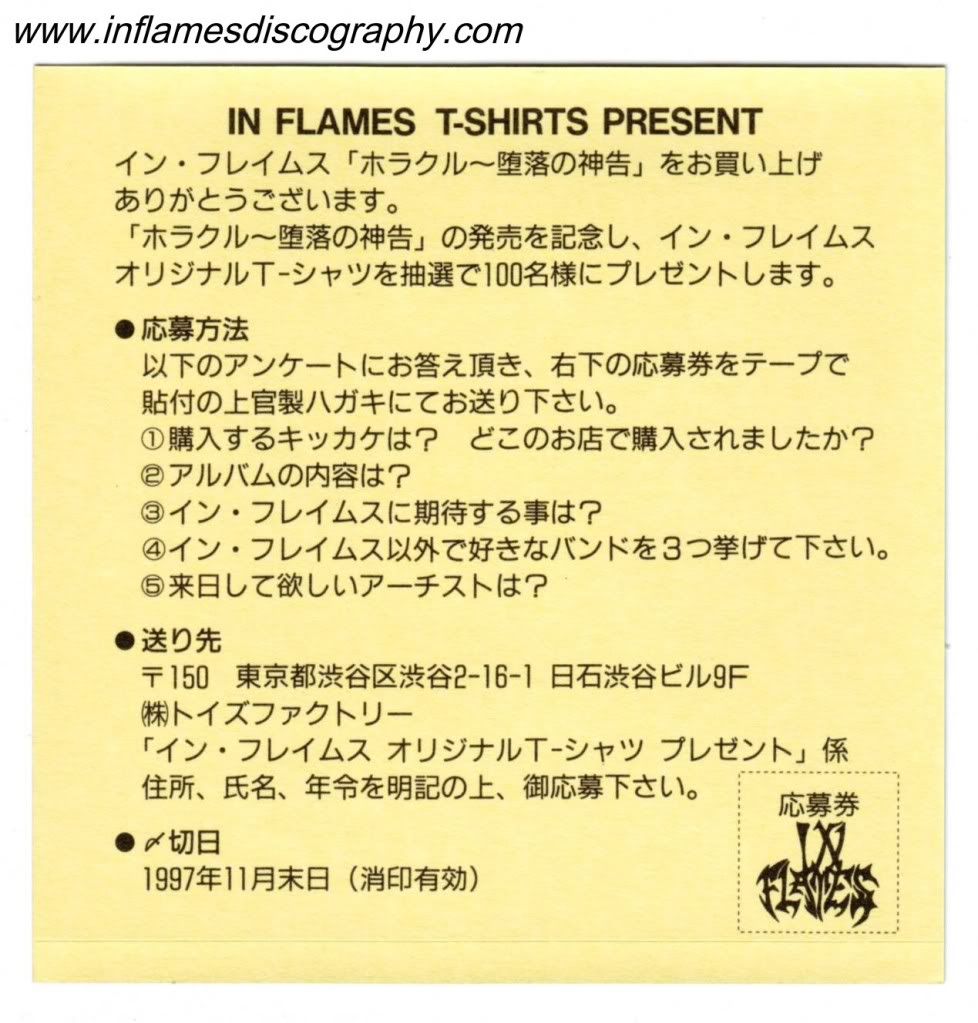 www.inflamesdiscography.com
IN FLAMES T-SHIRTS PRESENT
イン・フレイムス「ホラクル〜堕落の神告」をお買い上げ
ありがとうございます。
「ホラクル〜堕落の神告」の発売を記念し、イン・フレイムス
オリジナルT-シャツを抽選で100名様にプレゼントします。
●応募方法
以下のアンケートにお答え頂き、右下の応募券をテープで
貼付の上官製ハガキにてお送り下さい。
①購入するキッカケは？　どこのお店で購入されましたか？
②アルバムの内容は？
③イン・フレイムスに期待する事は？
④イン・フレイムス以外で好きなバンドを３つ挙げて下さい。
⑤来日して欲しいアーチストは？
●送り先
〒150　東京都渋谷区渋谷2-16-1 日石渋谷ビル9F
㈱トイズファクトリー
「イン・フレイムス オリジナルT-シャツ プレゼント」係
住所、氏名、年令を明記の上、御応募下さい。
●〆切日
1997年11月末日（消印有効）
応募券
IN
FLAMES